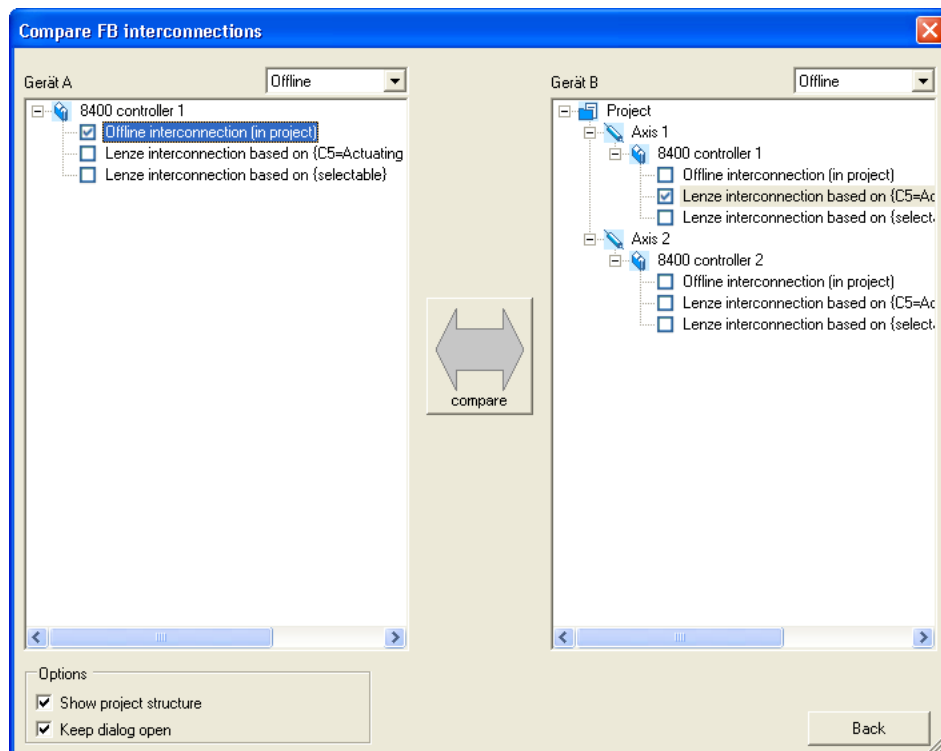 Compare FB interconnections
Gerät A
Offline
8400 controller 1
Offline interconnection (in project)
Lenze interconnection based on {C5=Actuating
Lenze interconnection based on {selectable}
compare
Gerät B
Offline
Project
Axis 1
8400 controller 1
Offline interconnection (in project)
Lenze interconnection based on {C5=Ac
Lenze interconnection based on {selecta
Axis 2
8400 controller 2
Offline interconnection (in project)
Lenze interconnection based on {C5=Ac
Lenze interconnection based on {selecta
Options
Show project structure
Keep dialog open
Back